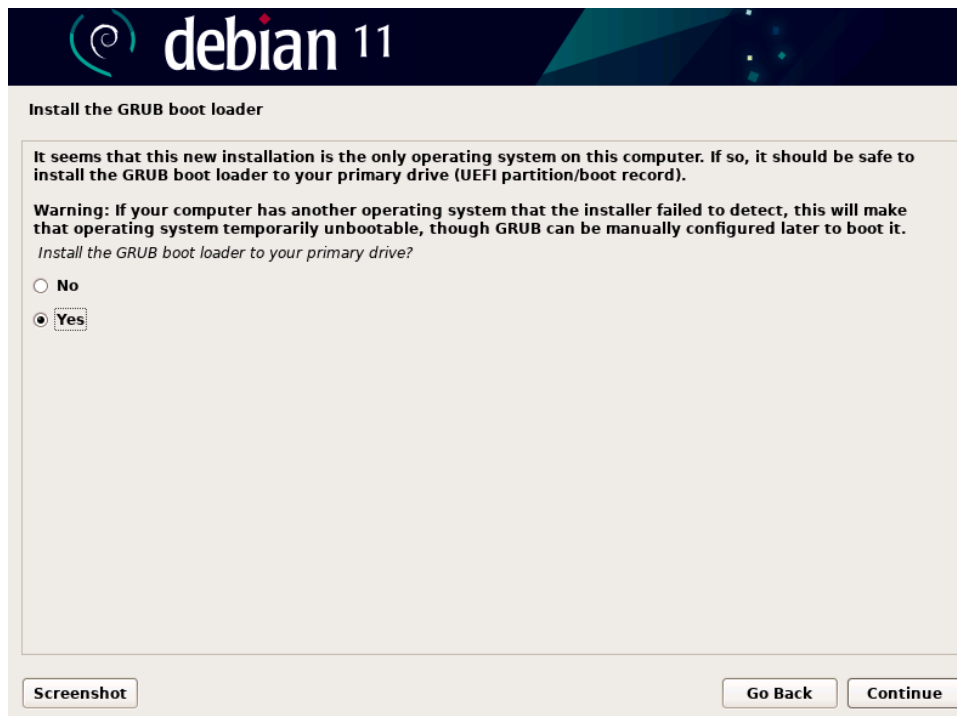 debian 11
Install the GRUB boot loader
It seems that this new installation is the only operating system on this computer. If so, it should be safe to
install the GRUB boot loader to your primary drive (UEFI partition/boot record).
Warning: If your computer has another operating system that the installer failed to detect, this will make
that operating system temporarily unbootable, though GRUB can be manually configured later to boot it.
Install the GRUB boot loader to your primary drive?
No
Yes
Screenshot
Go Back
Continue